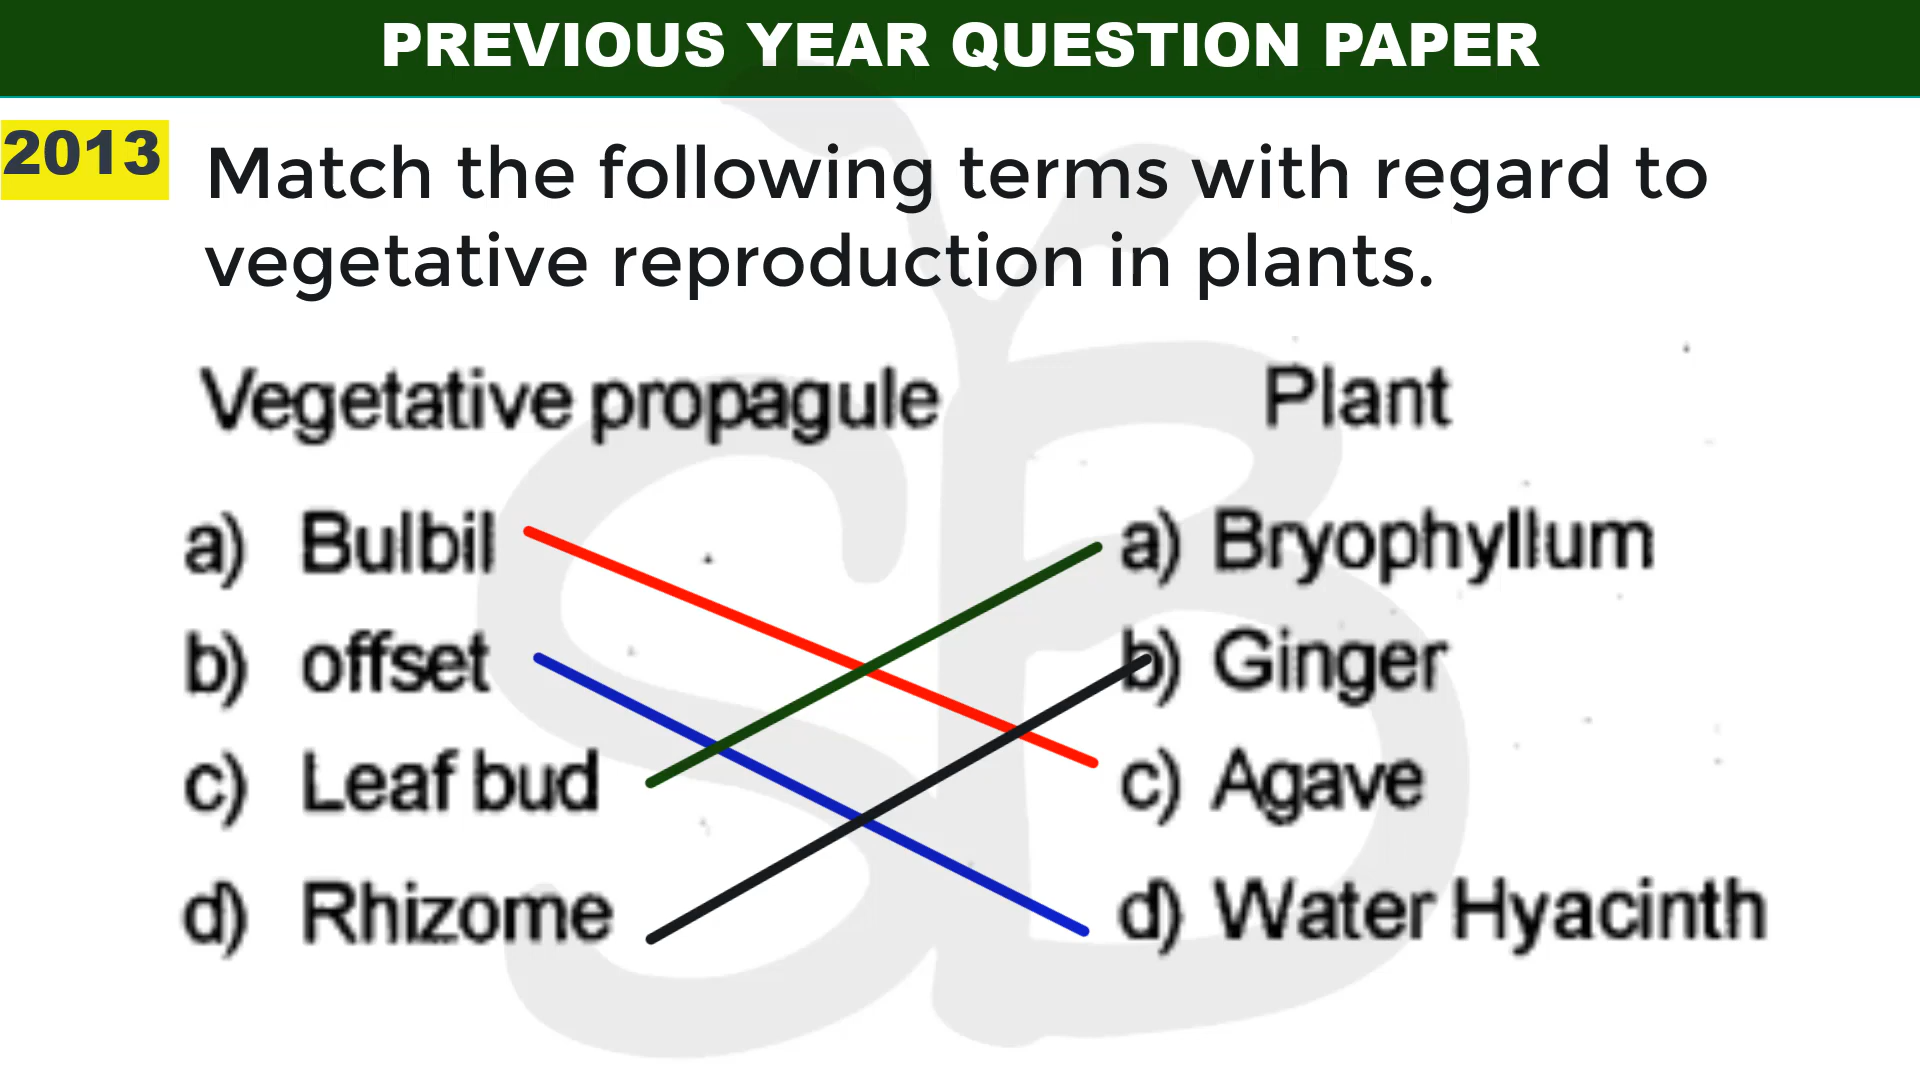 PREVIOUS YEAR QUESTION PAPER
2013
Match the following terms with regard to
vegetative reproduction in plants.
Vegetative propagule Plant
a) Bulbil a) Bryophyllum
b) offset b) Ginger
c) Leaf bud c) Agave
d) Rhizome d) Water Hyacinth